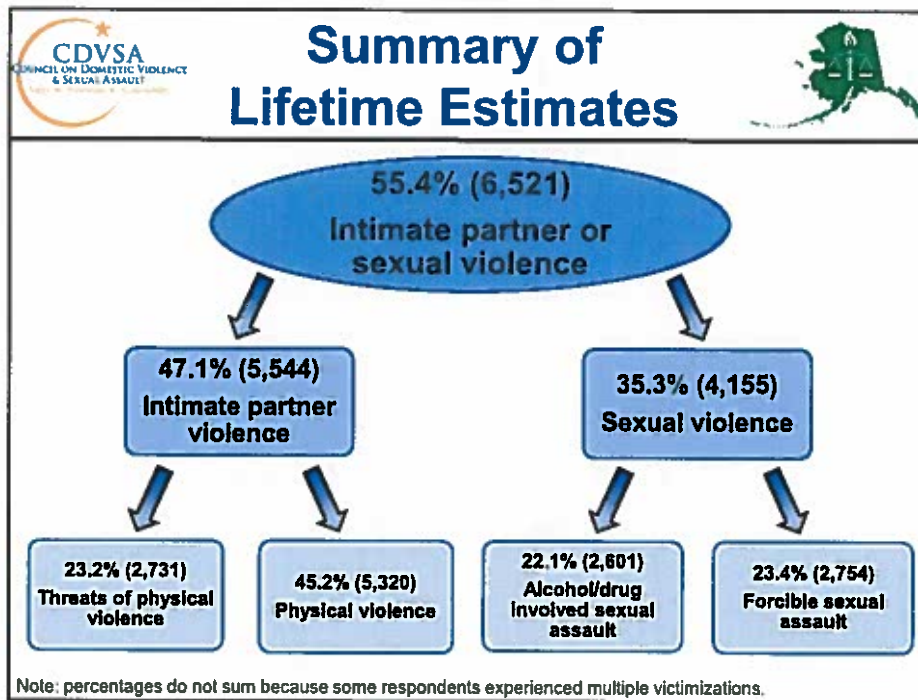 CDVSA
COUNCIL ON DOMESTIC VIOLENCE
& SEXUAL ASSAULT
Summary of
Lifetime Estimates
55.4% (6,521)
Intimate partner or
sexual violence
47.1% (5,544)
Intimate partner
violence
35.3% (4,155)
Sexual violence
23.2% (2,731)
Threats of physical
violence
45.2% (5,320)
Physical violence
22.1% (2,601)
Alcohol/drug
involved sexual
assault
23.4% (2,754)
Forcible sexual
assault
Note: percentages do not sum because some respondents experienced multiple victimizations.